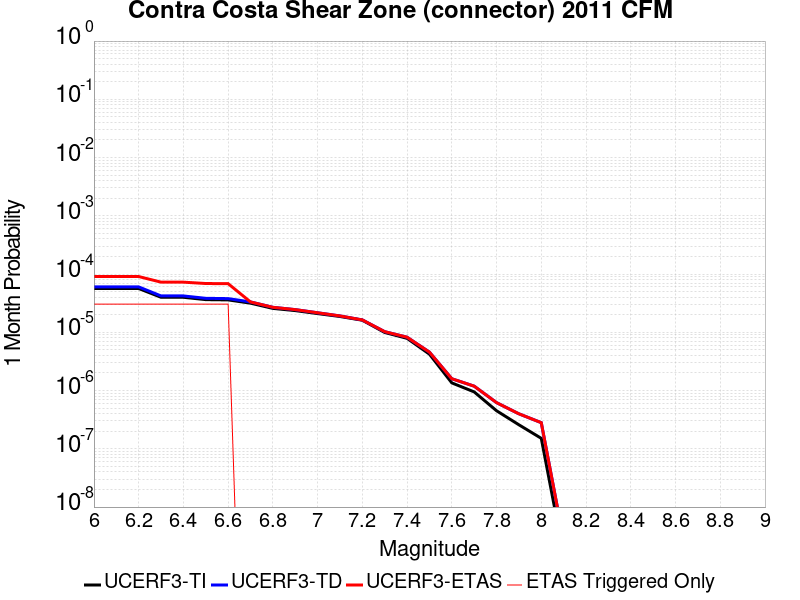 Contra Costa Shear Zone (connector) 2011 CFM
1 Month Probability
10^0
10^-1
10^-2
10^-3
10^-4
10^-5
10^-6
10^-7
10^-8
6 6.2 6.4 6.6 6.8 7 7.2 7.4 7.6 7.8 8 8.2 8.4 8.6 8.8 9
Magnitude
UCERF3-TI UCERF3-TD UCERF3-ETAS ETAS Triggered Only